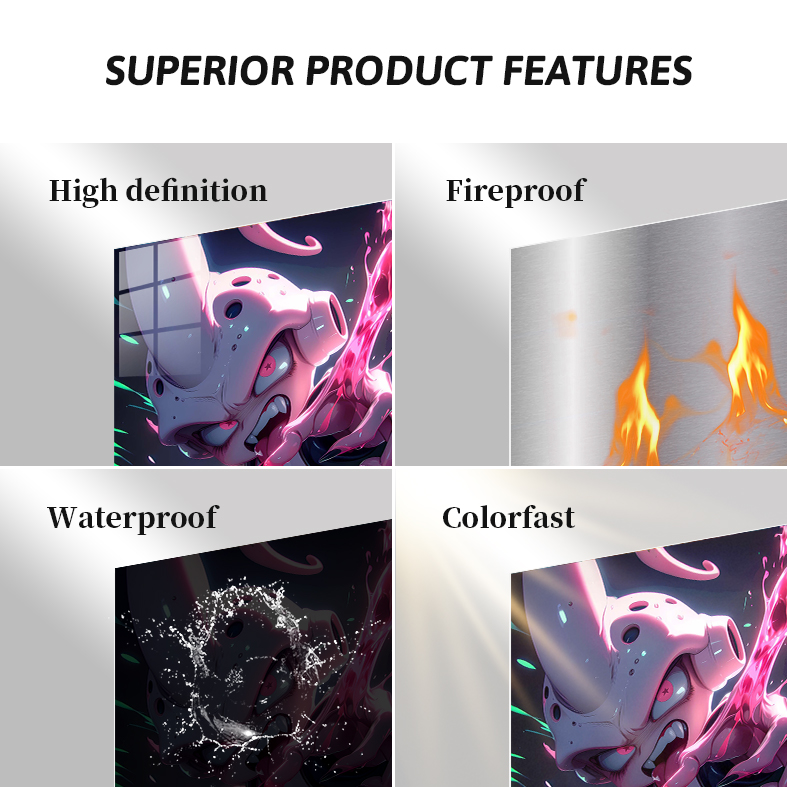 SUPERIOR PRODUCT FEATURES
High definition
Fireproof
Waterproof
Colorfast